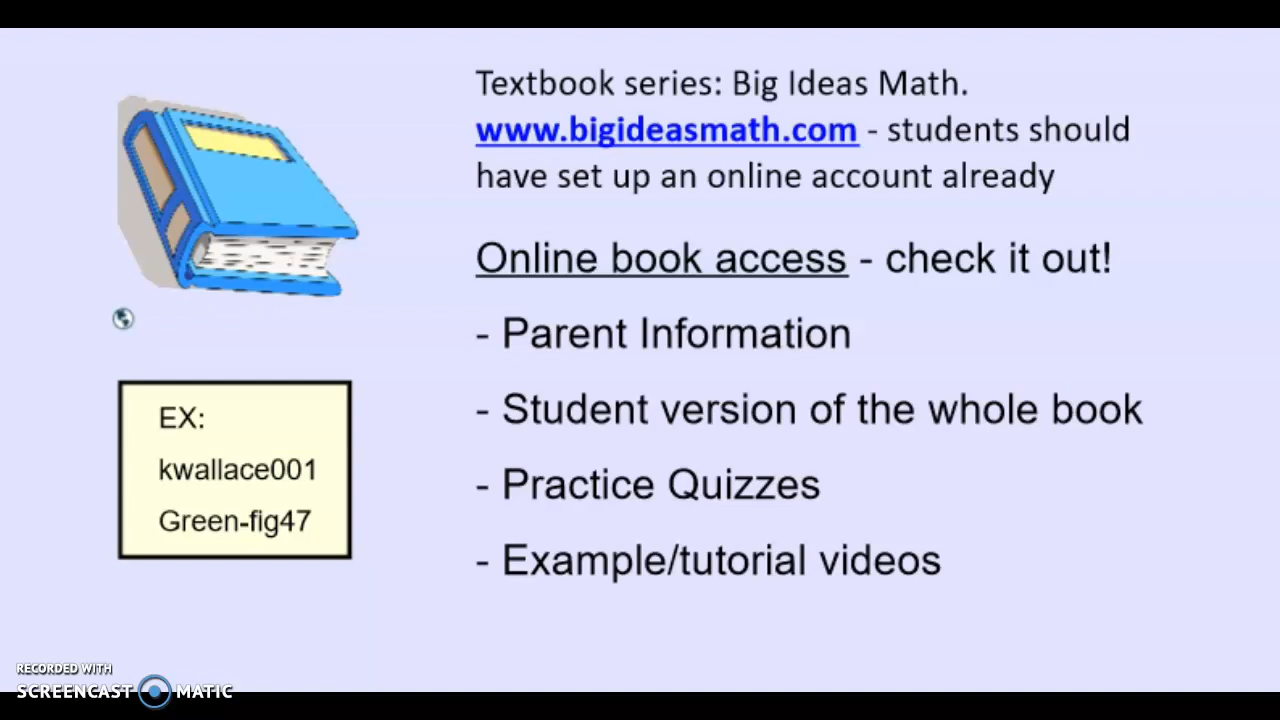 Textbook series: Big Ideas Math.
www.bigideasmath.com - students should
have set up an online account already
Online book access - check it out!
- Parent Information
- Student version of the whole book
- Practice Quizzes
- Example/tutorial videos
EX:
kwallace001
Green-fig47
RECORDED WITH
SCREENCAST MATIC